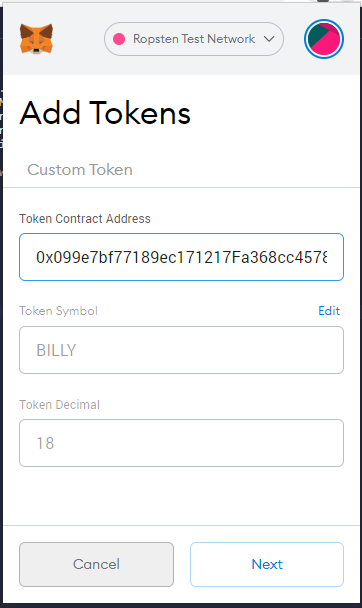 Ropsten Test Network
Add Tokens
Custom Token
Token Contract Address
0x099e7bf77189ec171217Fa368cc4578
Token Symbol Edit
BILLY
Token Decimal
18
Cancel Next